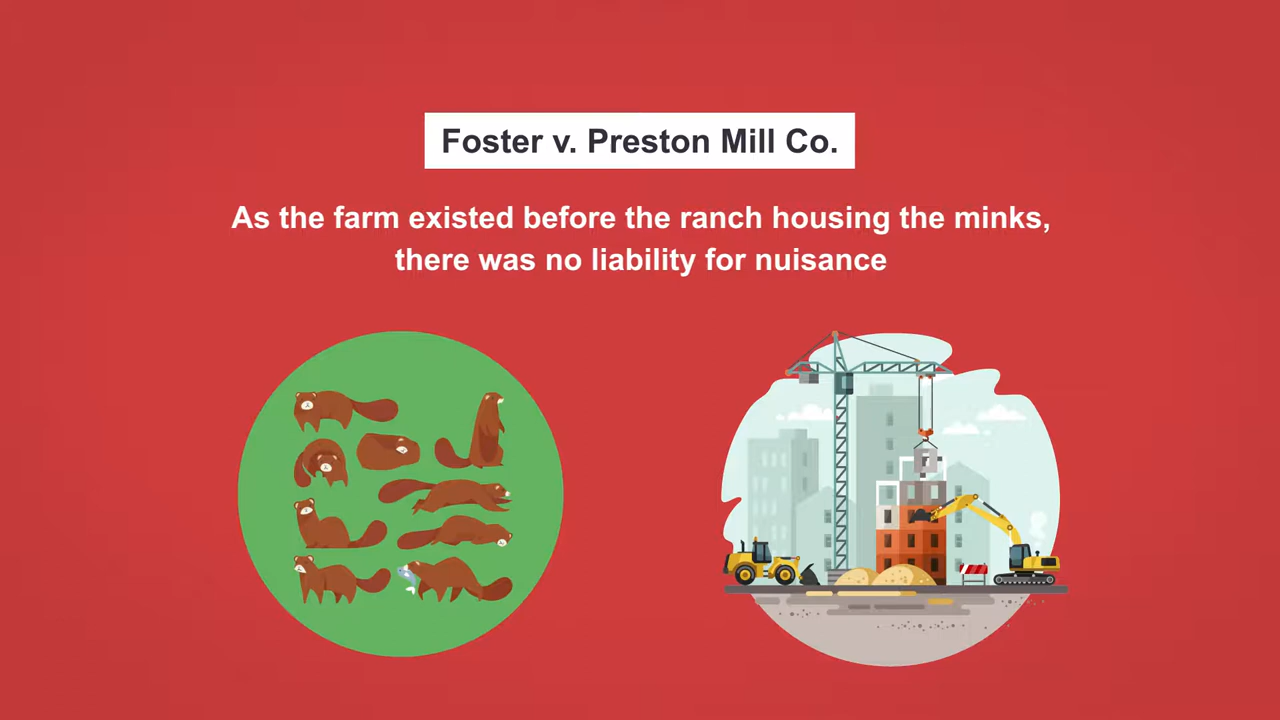 Foster v. Preston Mill Co.
As the farm existed before the ranch housing the minks,
there was no liability for nuisance